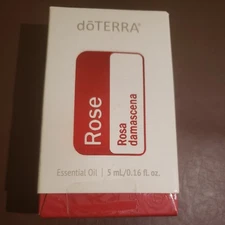 dōTERRA®
Rose
Rosa
damascena
Essential Oil | 5 mL/0.16 fl. oz.